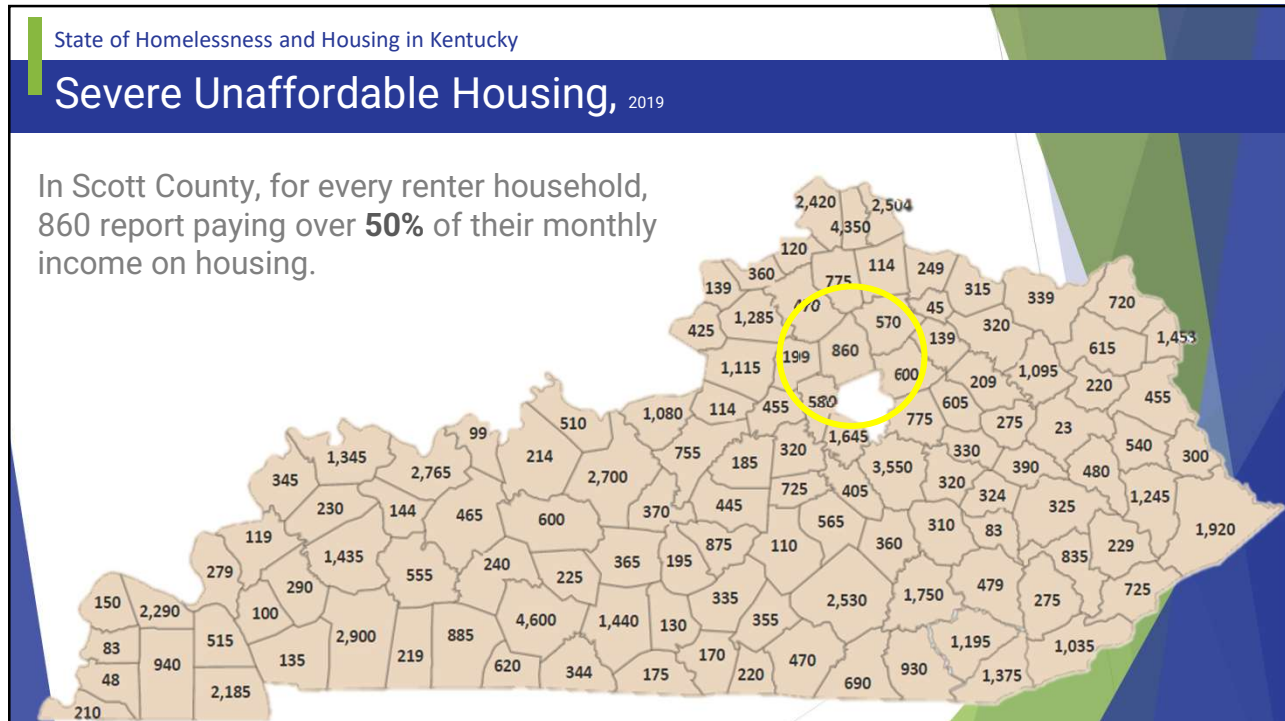 State of Homelessness and Housing in Kentucky
Severe Unaffordable Housing, 2019
In Scott County, for every renter household,
860 report paying over 50% of their monthly
income on housing.
2,420 2,504
4,350
120
775 114 249
360
139 315 339 720
470 45
425 1,285 570 320
139 615 1,453
199 860
1,115 600 1,095
209 220 455
580 605
510 1,080 114 455 775 275 23
99 1,645 540
214 755 320 330 300
1,345 2,765 185 3,550 390 480
345 2,700 725 320 324
405 1,245
230 144 465 600 370 445 325
565 310 83 1,920
119 875 110 360 229
1,435 365 195 835
279 555 240 225 479 725
290 335 2,530 1,750 275
150 2,290 100 4,600 1,440 130 355
515 2,900 885 1,195
83 940 135 219 170 470 1,035
48 620 344 175 220 930 1,375
2,185 690
210